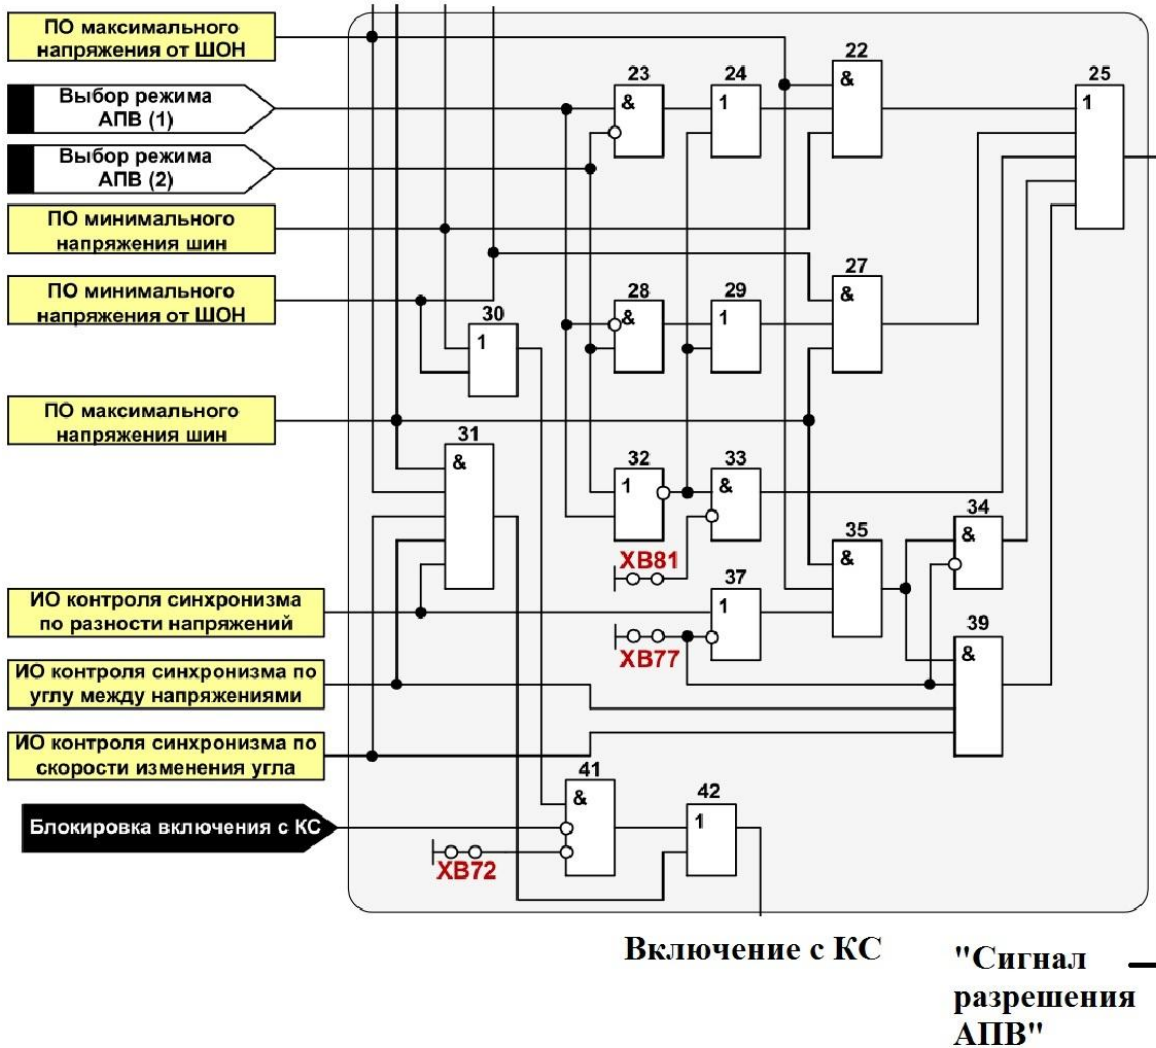 ПО максимального
напряжения от ШОН
Выбор режима
АПВ (1)
Выбор режима
АПВ (2)
ПО минимального
напряжения шин
ПО минимального
напряжения от ШОН
ПО максимального
напряжения шин
ИО контроля синхронизма
по разности напряжений
ИО контроля синхронизма по
углу между напряжениями
ИО контроля синхронизма по
скорости изменения угла
Блокировка включения с КС
23
&
24
1
22
&
25
1
28
&
29
1
27
&
30
1
31
&
32
1
33
&
34
&
35
&
XB81
37
1
XB77
39
&
41
&
42
1
XB72
Включение с КС
"Сигнал
разрешения
АПВ"